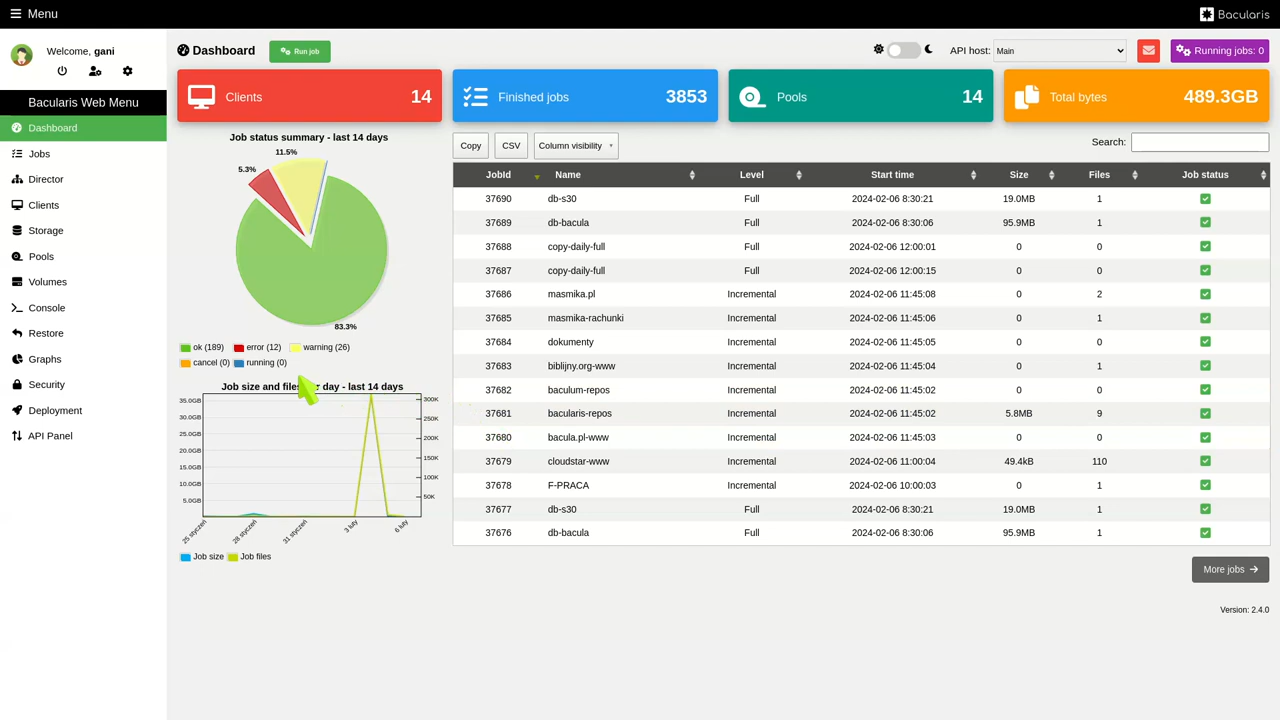 Menu
Bacularis
Welcome, gani
Bacularis Web Menu
Dashboard
Jobs
Director
Clients
Storage
Pools
Volumes
Console
Restore
Graphs
Security
Deployment
API Panel
Dashboard
Run job
API host: Main
Running jobs: 0
Clients 14
Finished jobs 3853
Pools 14
Total bytes 489.3GB
Job status summary - last 14 days
11.5%
5.3%
83.3%
ok (189) error (12) warning (26)
cancel (0) running (0)
Job size and files day - last 14 days
35.0GB
30.0GB
25.0GB
20.0GB
15.0GB
10.0GB
5.0GB
300K
250K
200K
150K
100K
50K
25 styczeń
28 styczeń
31 styczeń
3 luty
6 luty
Job size Job files
Copy CSV Column visibility
Search:
JobId Name Level Start time Size Files Job status
37690 db-s30 Full 2024-02-06 8:30:21 19.0MB 1
37689 db-bacula Full 2024-02-06 8:30:06 95.9MB 1
37688 copy-daily-full Full 2024-02-06 12:00:01 0 0
37687 copy-daily-full Full 2024-02-06 12:00:15 0 0
37686 masmika.pl Incremental 2024-02-06 11:45:08 0 2
37685 masmika-rachunki Incremental 2024-02-06 11:45:06 0 1
37684 dokumenty Incremental 2024-02-06 11:45:05 0 0
37683 biblijny.org-www Incremental 2024-02-06 11:45:04 0 1
37682 baculum-repos Incremental 2024-02-06 11:45:02 0 0
37681 bacularis-repos Incremental 2024-02-06 11:45:02 5.8MB 9
37680 bacula.pl-www Incremental 2024-02-06 11:45:03 0 0
37679 cloudstar-www Incremental 2024-02-06 11:00:04 49.4kB 110
37678 F-PRACA Incremental 2024-02-06 10:00:03 0 1
37677 db-s30 Full 2024-02-06 8:30:21 19.0MB 1
37676 db-bacula Full 2024-02-06 8:30:06 95.9MB 1
More jobs
Version: 2.4.0